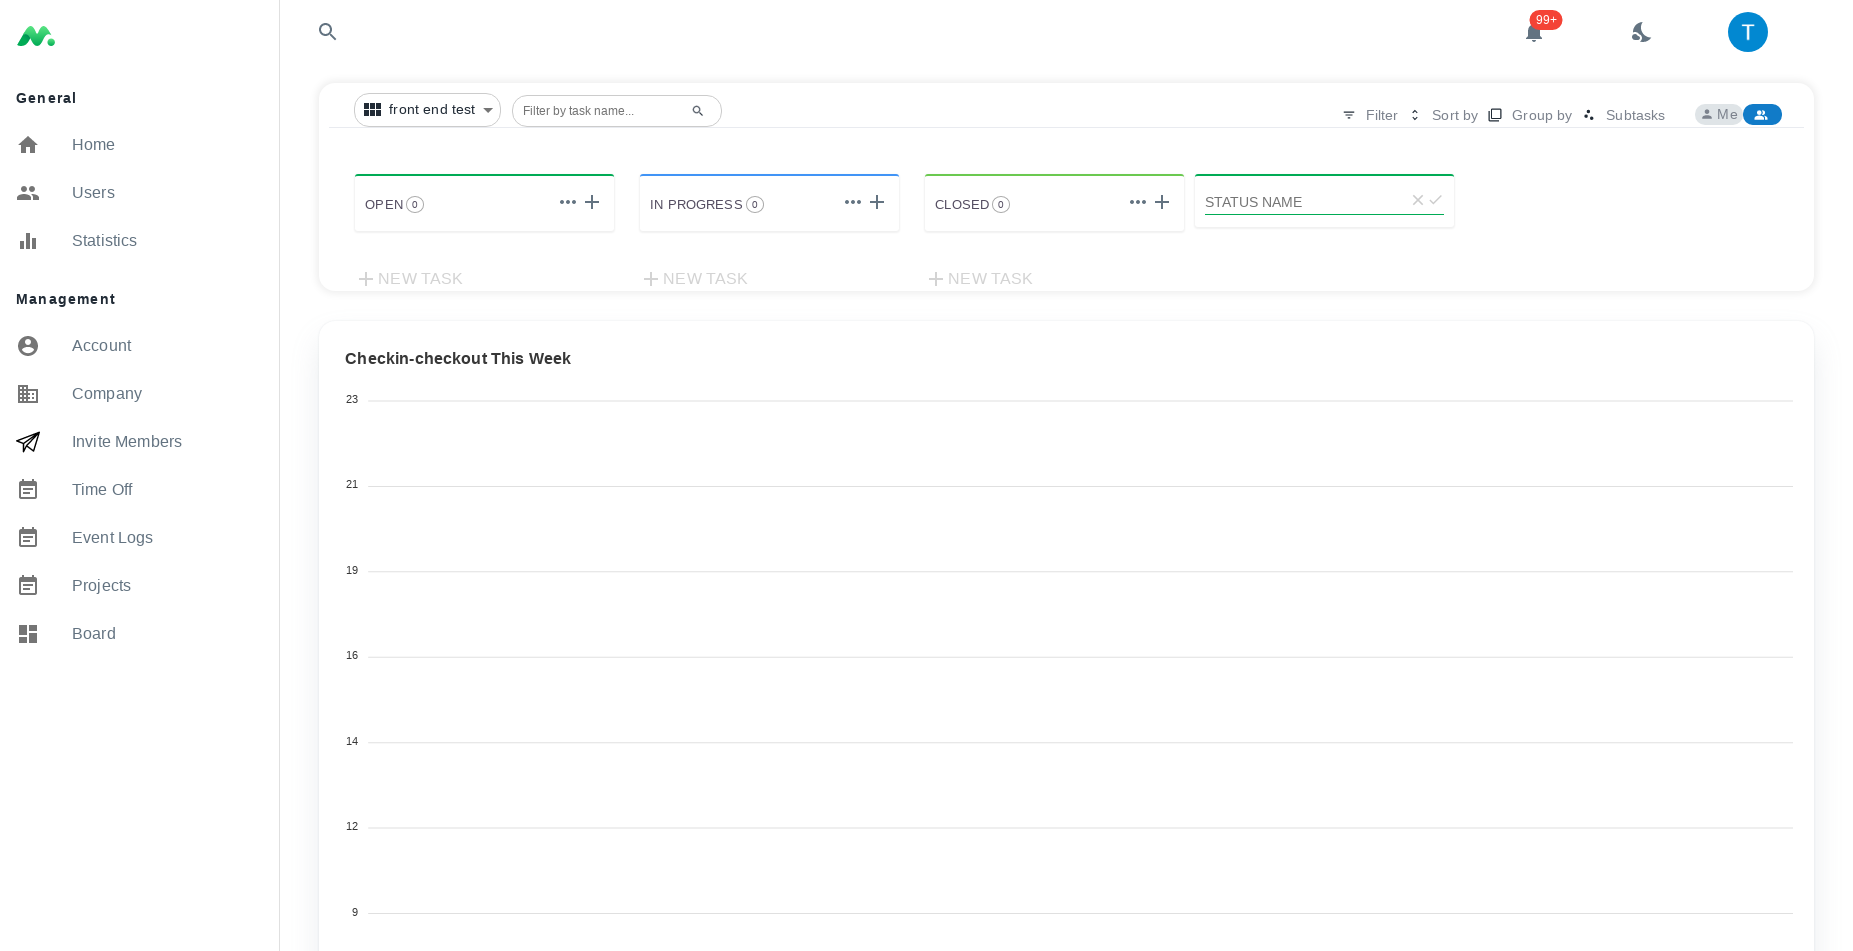 99+
T
General
Home
Users
Statistics
Management
Account
Company
Invite Members
Time Off
Event Logs
Projects
Board
front end test
Filter by task name...
Filter
Sort by
Group by
Subtasks
Me
OPEN 0
IN PROGRESS 0
CLOSED 0
STATUS NAME
NEW TASK
NEW TASK
NEW TASK
Checkin-checkout This Week
23
21
19
16
14
12
9